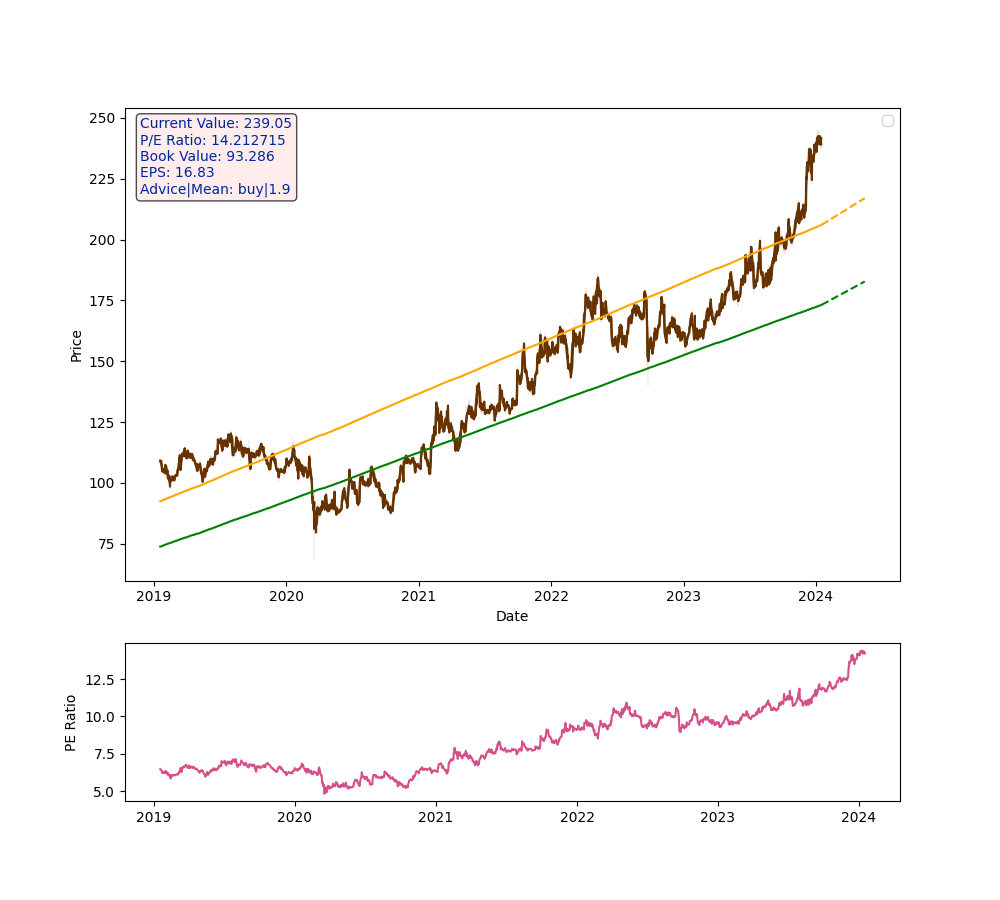 250
225
200
175
150
125
100
75
Price
Current Value: 239.05
P/E Ratio: 14.212715
Book Value: 93.286
EPS: 16.83
Advice|Mean: buy|1.9
2019 2020 2021 2022 2023 2024
Date
12.5
10.0
7.5
5.0
PE Ratio
2019 2020 2021 2022 2023 2024